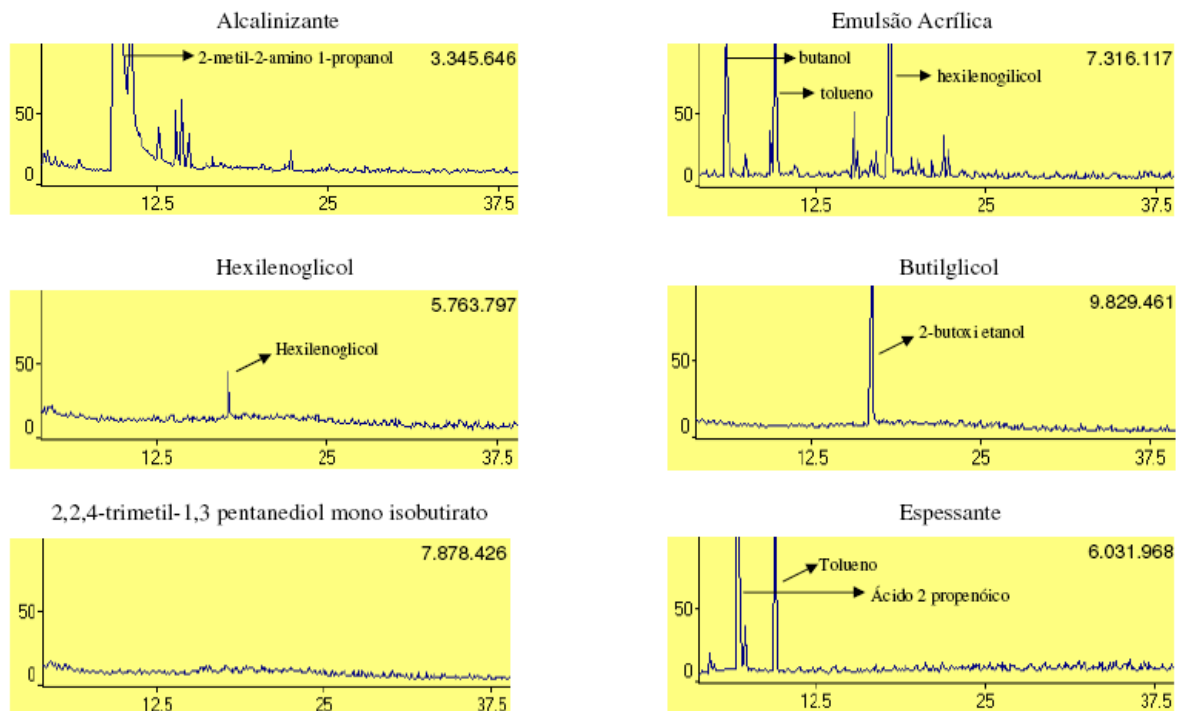 Alcalinizante
2-metil-2-amino 1-propanol
3.345.646
50
0
12.5
25
37.5
Emulsão Acrílica
butanol
7.316.117
hexilenogilicol
tolueno
50
0
12.5
25
37.5
Hexilenoglicol
5.763.797
Hexilenoglicol
50
0
12.5
25
37.5
Butilglicol
9.829.461
2-butoxi etanol
50
0
12.5
25
37.5
2,2,4-trimetil-1,3 pentanediol mono isobutirato
7.878.426
50
0
12.5
25
37.5
Espessante
6.031.968
Tolueno
Ácido 2 propenóico
50
0
12.5
25
37.5